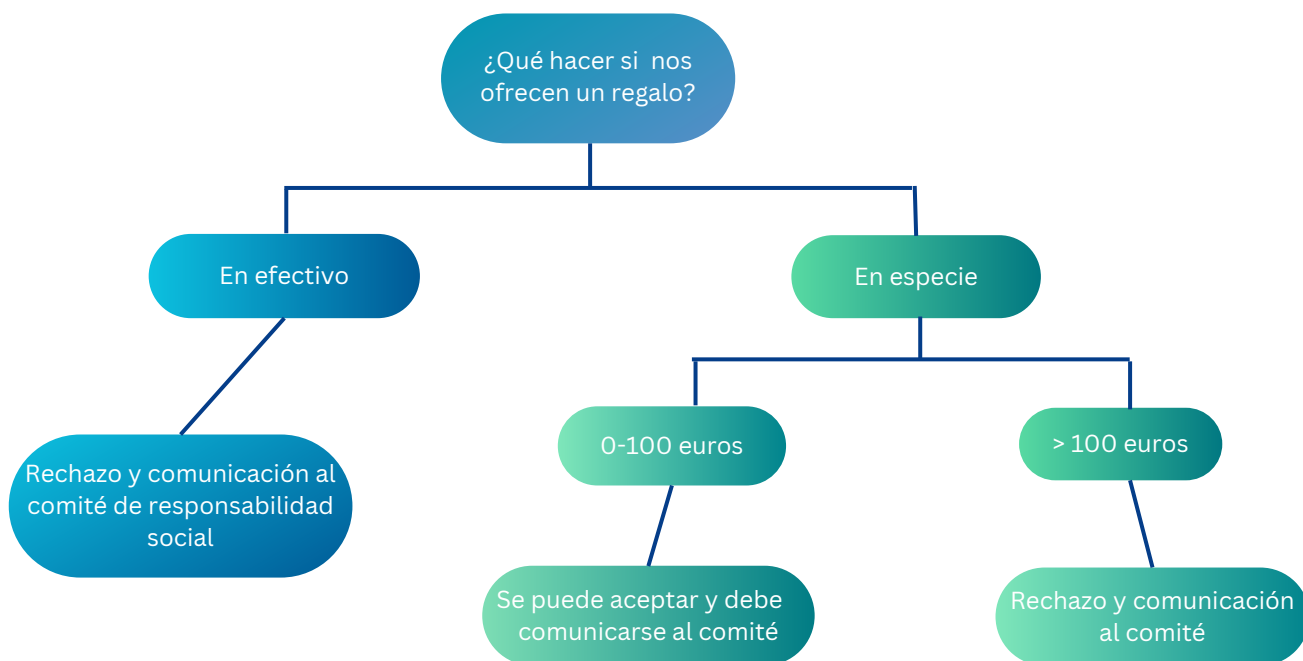 ¿Qué hacer si nos
ofrecen un regalo?
En efectivo
En especie
0-100 euros
> 100 euros
Rechazo y comunicación al
comité de responsabilidad
social
Se puede aceptar y debe
comunicarse al comité
Rechazo y comunicación
al comité